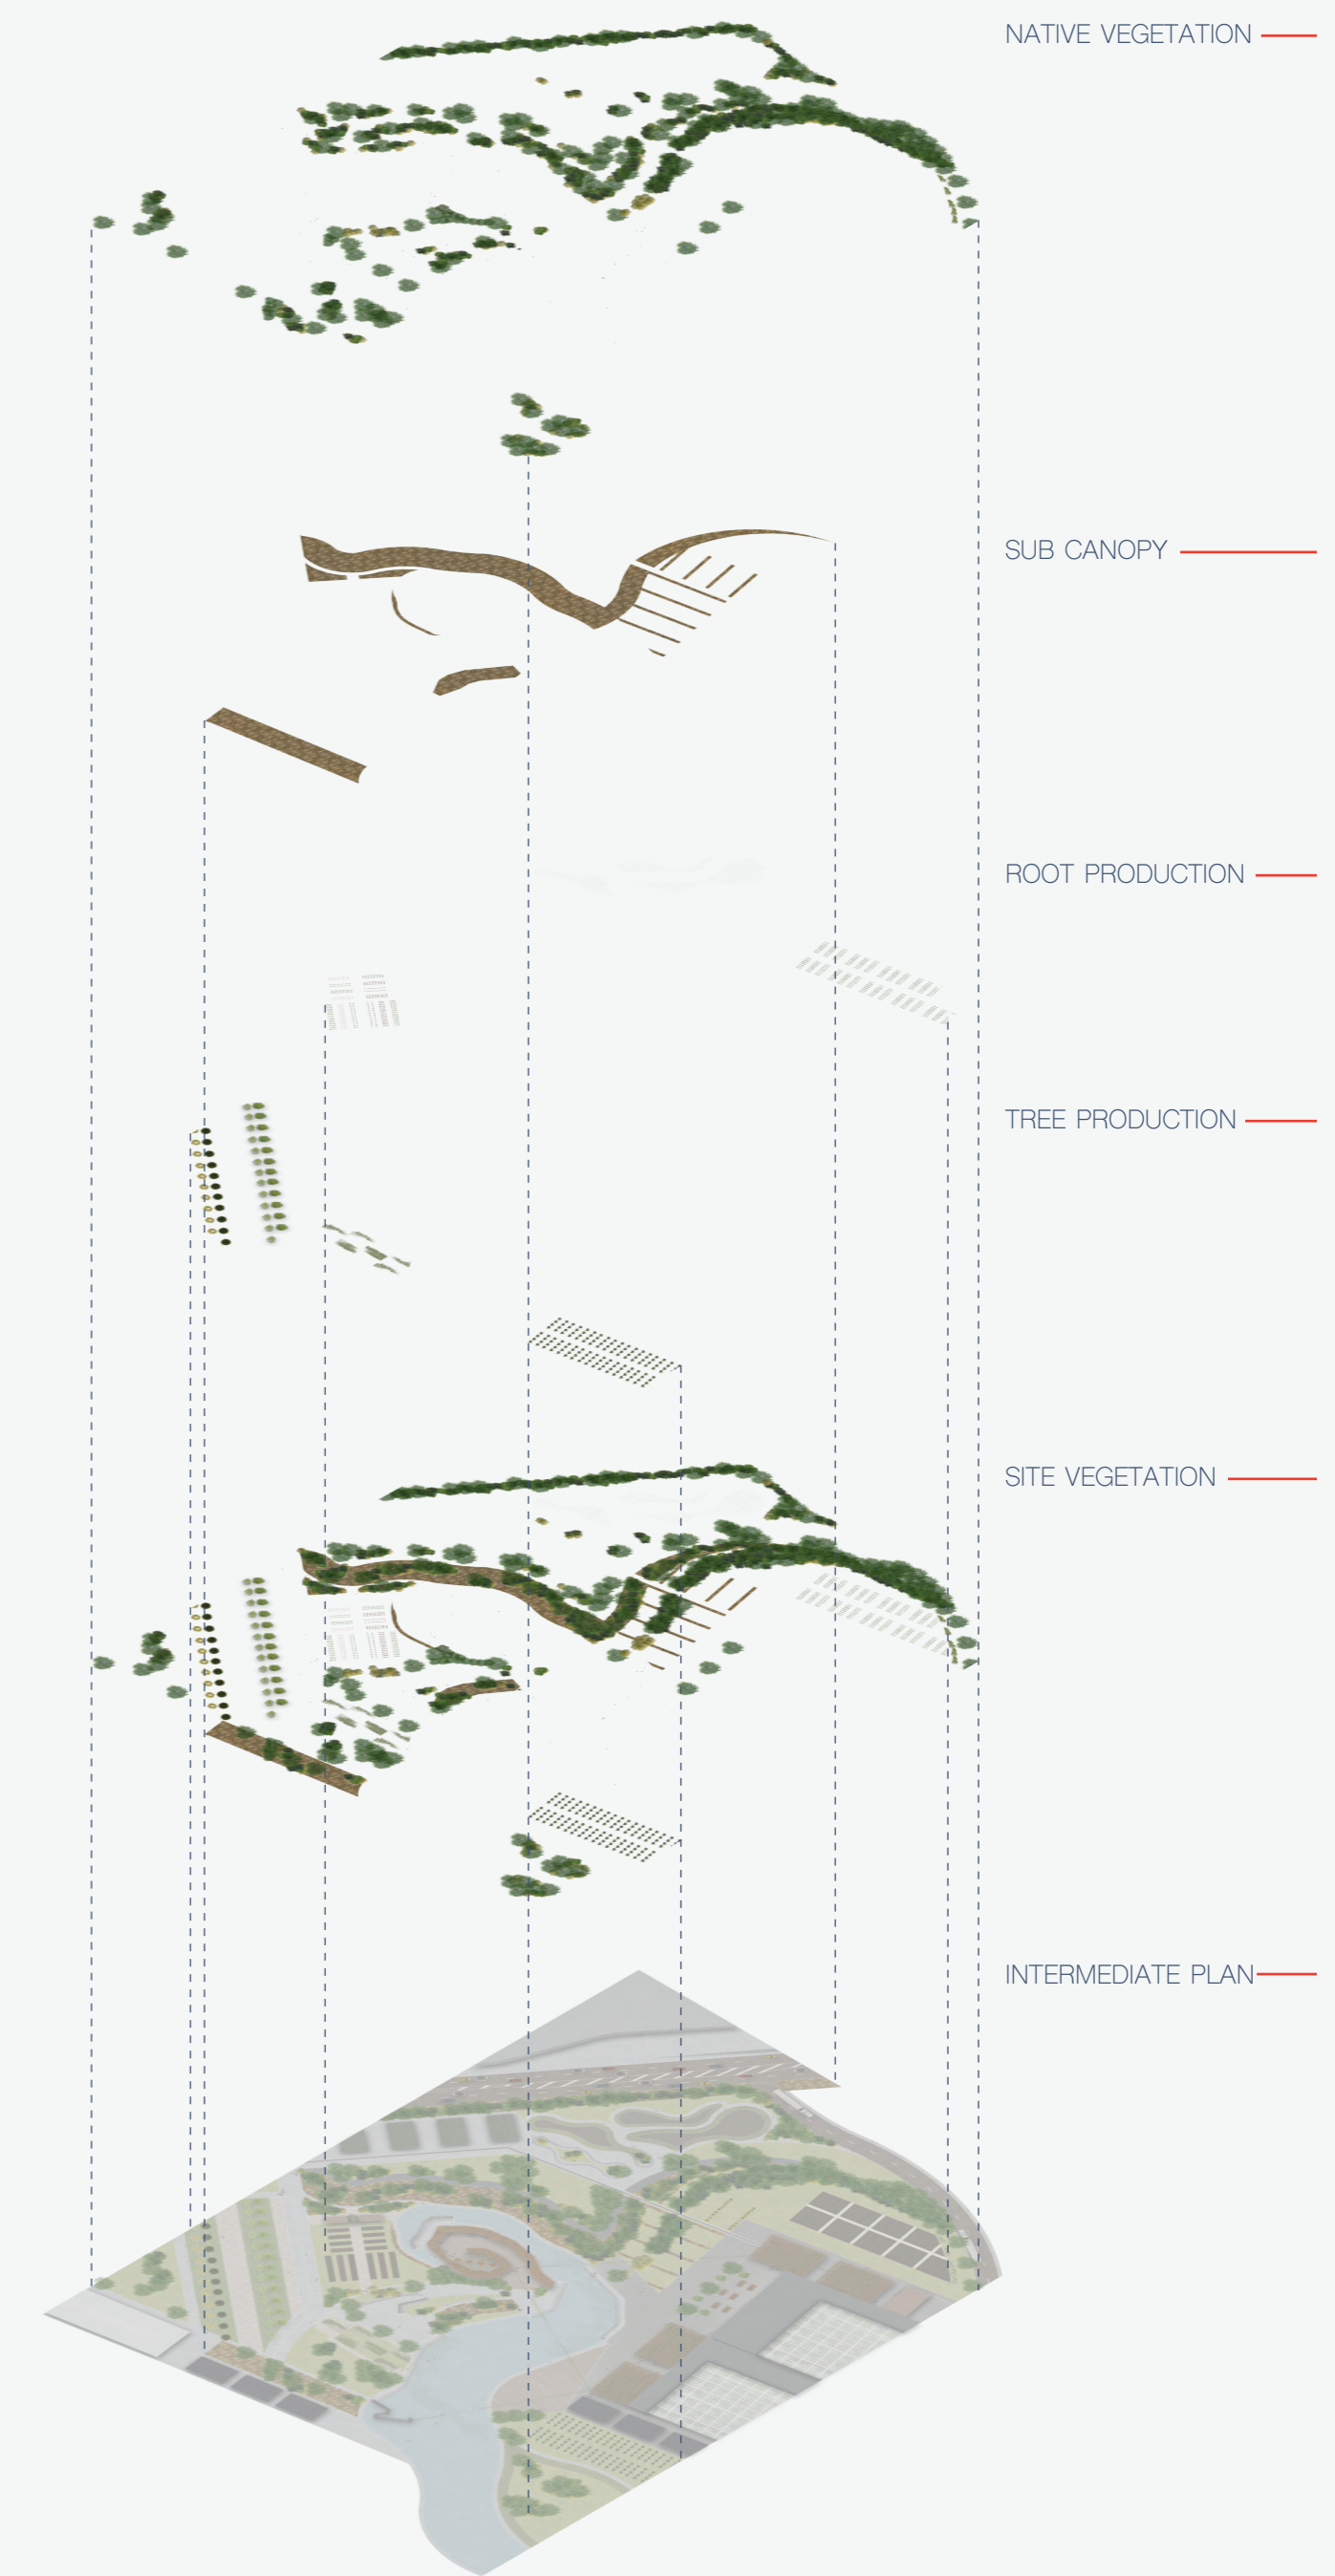 NATIVE VEGETATION
SUB CANOPY
ROOT PRODUCTION
TREE PRODUCTION
SITE VEGETATION
INTERMEDIATE PLAN